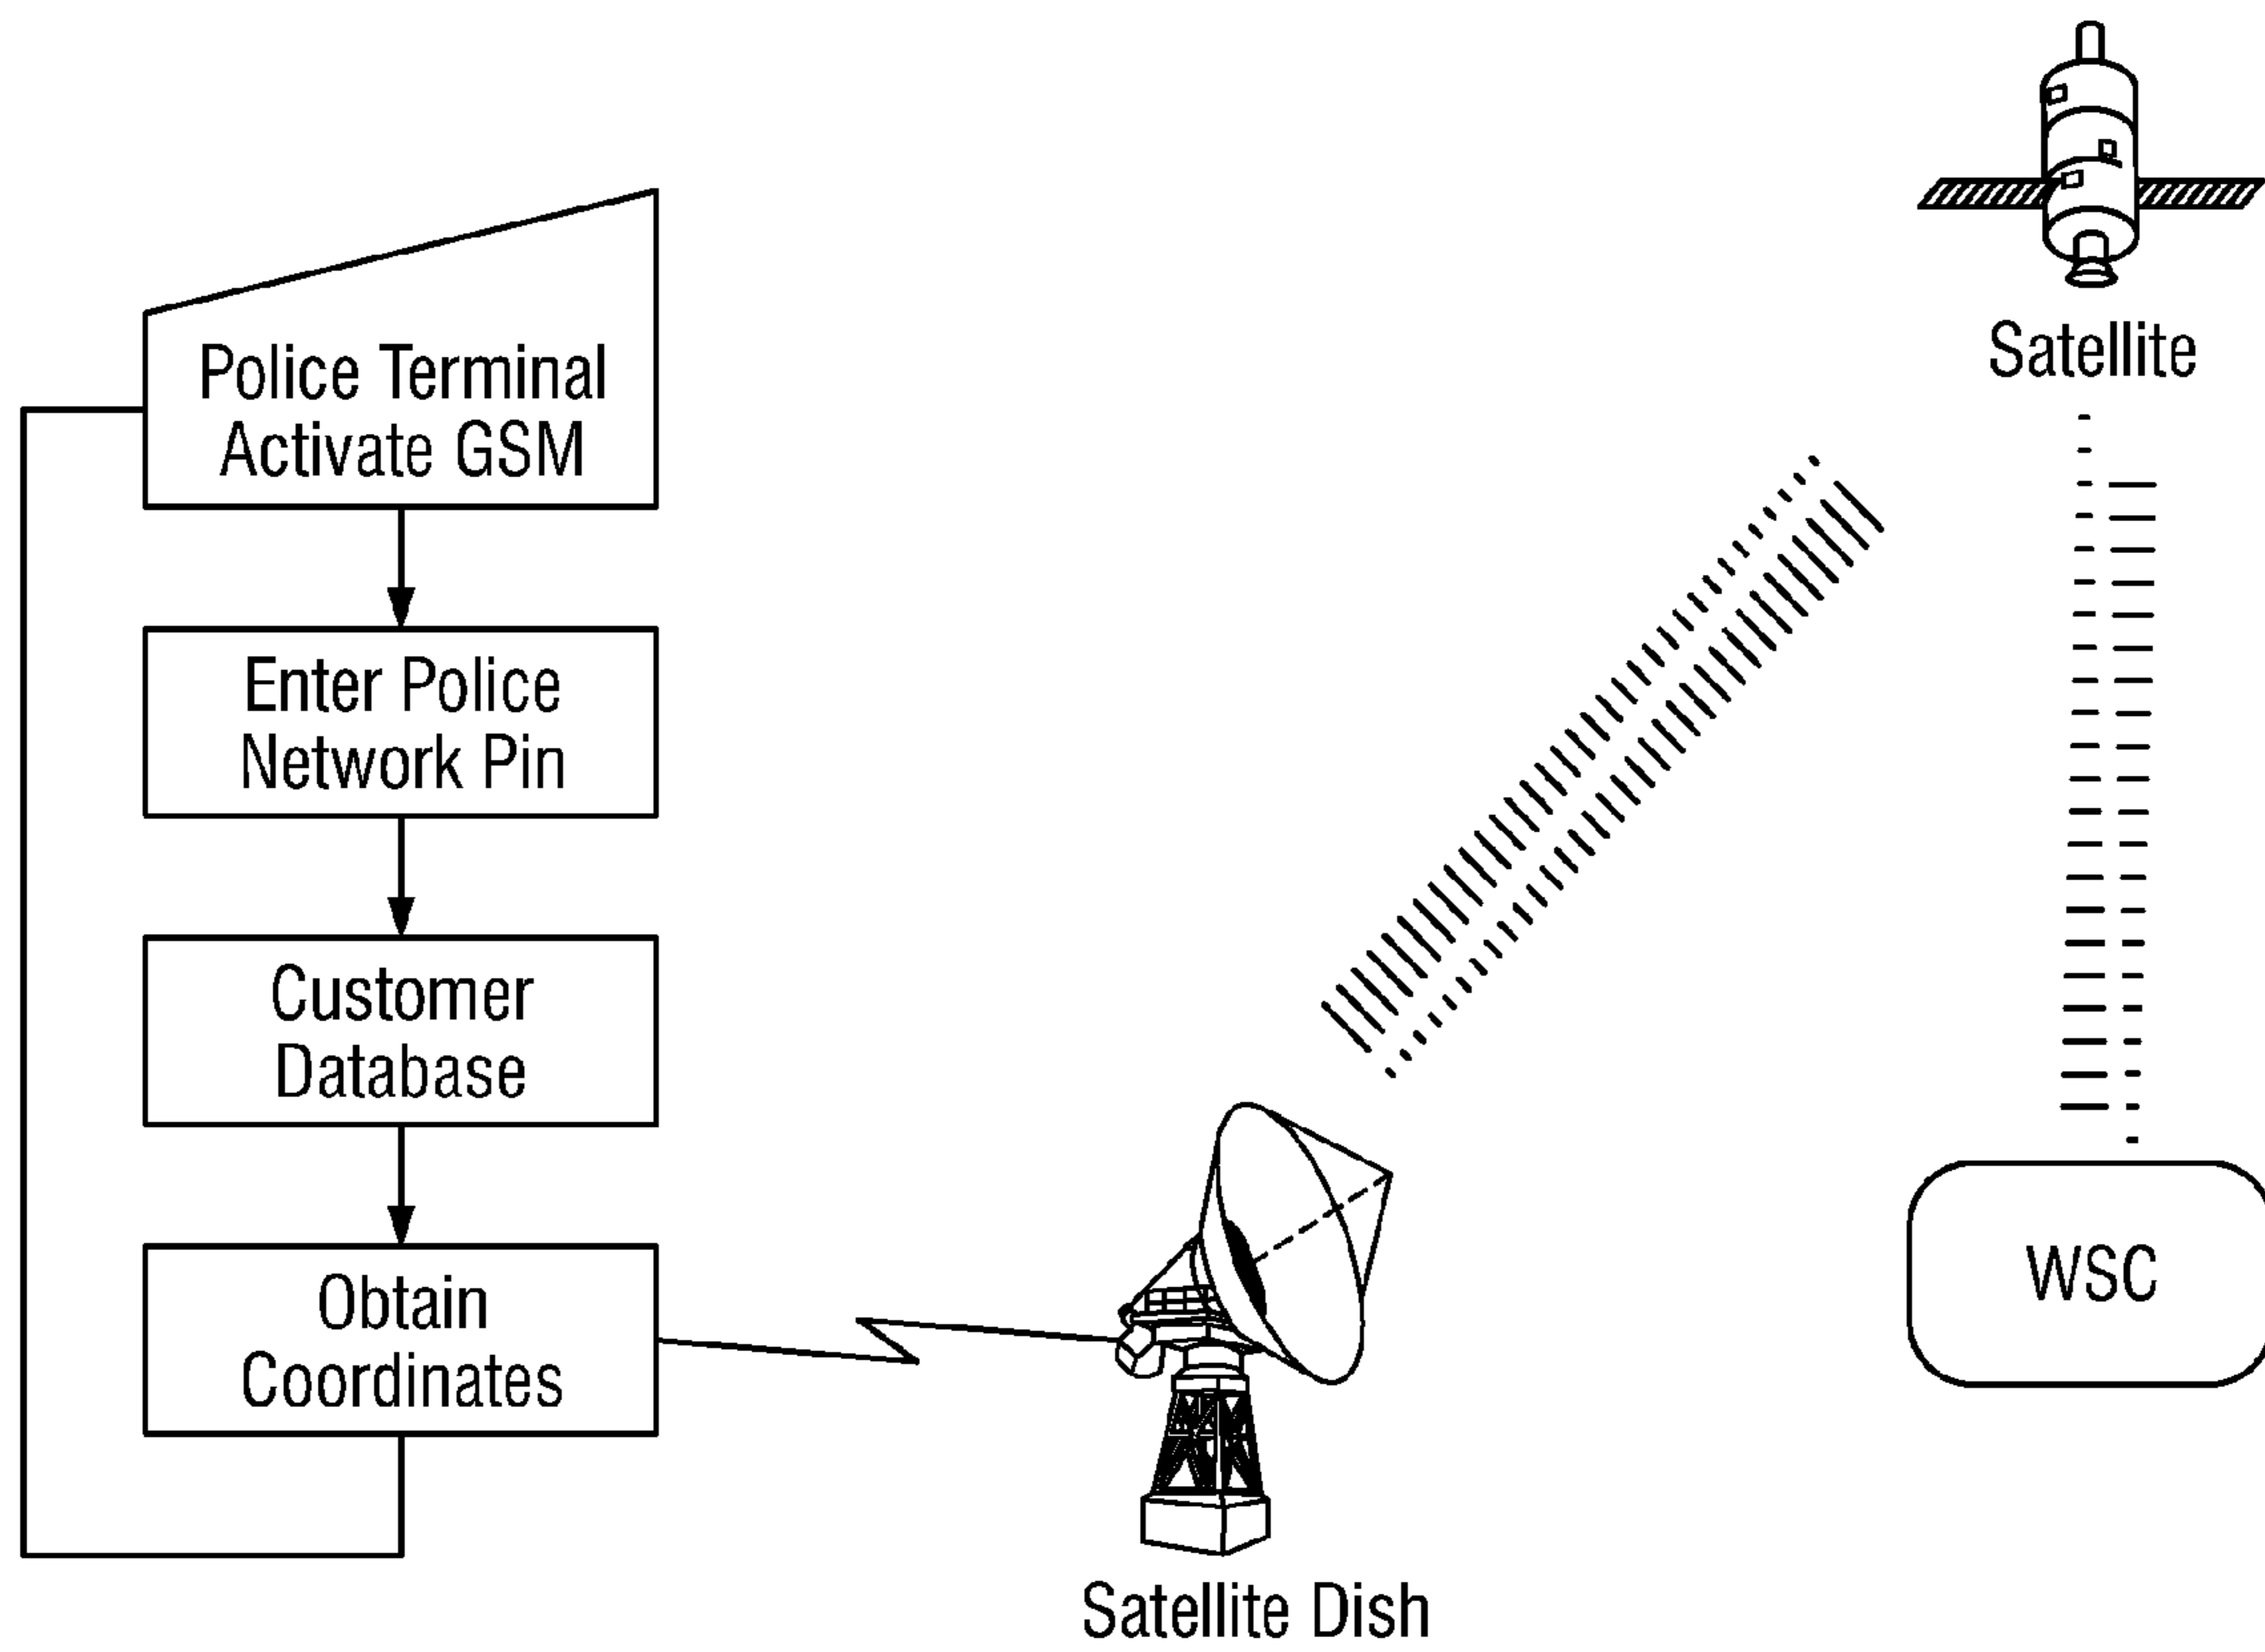 Police Terminal
Activate GSM
Enter Police
Network Pin
Customer
Database
Obtain
Coordinates
Satellite Dish
Satellite
WSC